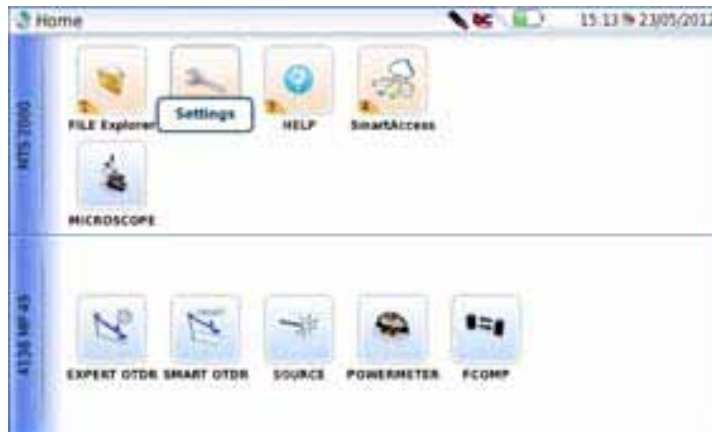 Home
15:13 23/05/2012
FILE Explorer
Settings
HELP
SmartAccess
MTS 2000
MICROSCOPE
EXPERT OTDR
SMART OTDR
SOURCE
POWERMETER
FCOMP